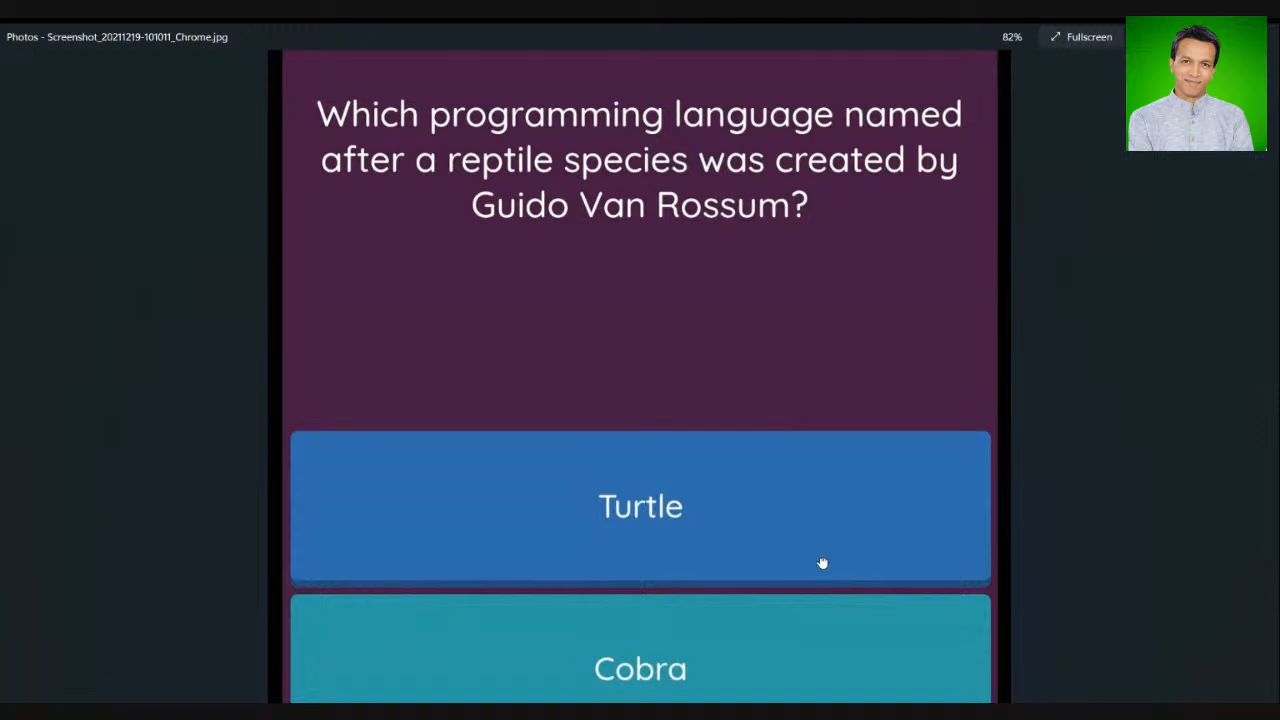 Photos - Screenshot_20211219-101011_Chrome.jpg
82%
Fullscreen
Which programming language named
after a reptile species was created by
Guido Van Rossum?
Turtle
Cobra